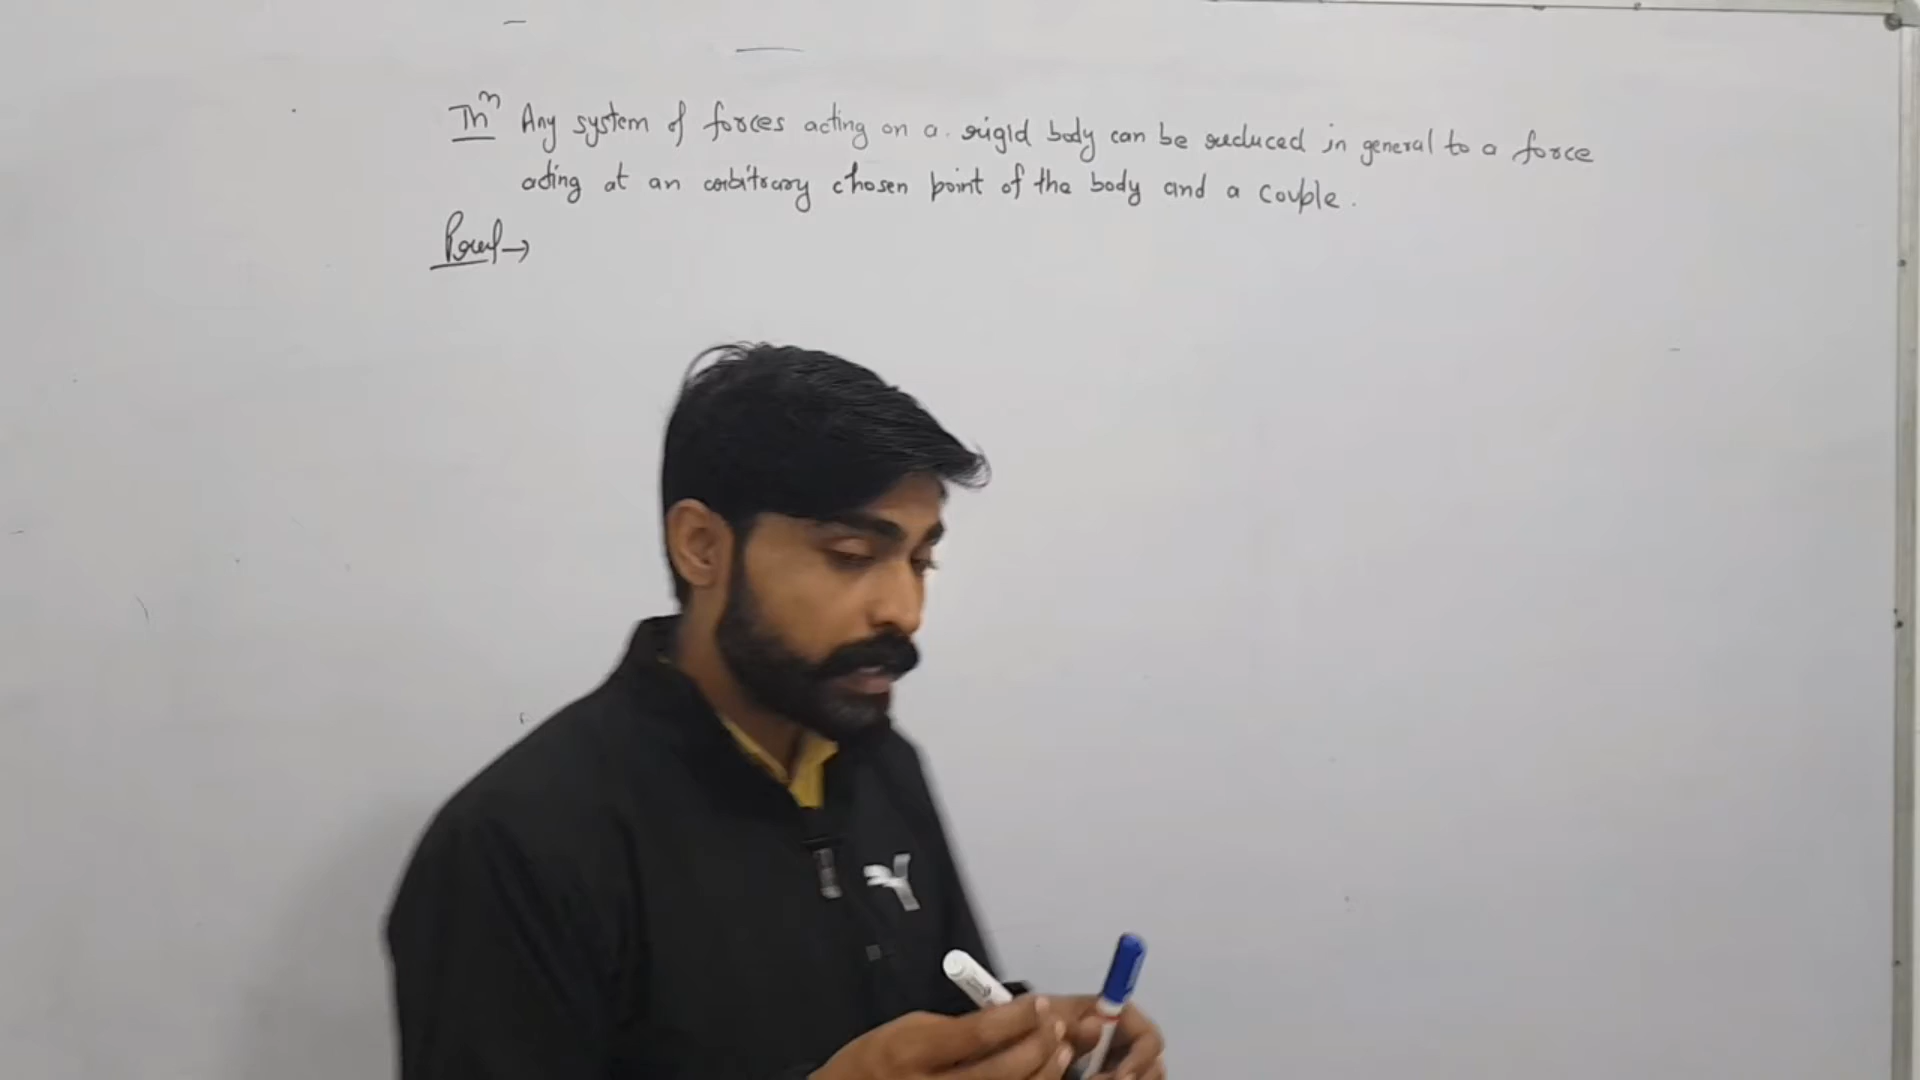 Thm Any system of forces acting on a rigid body can be reduced in general to a force
acting at an arbitrary chosen point of the body and a couple.
Proof→